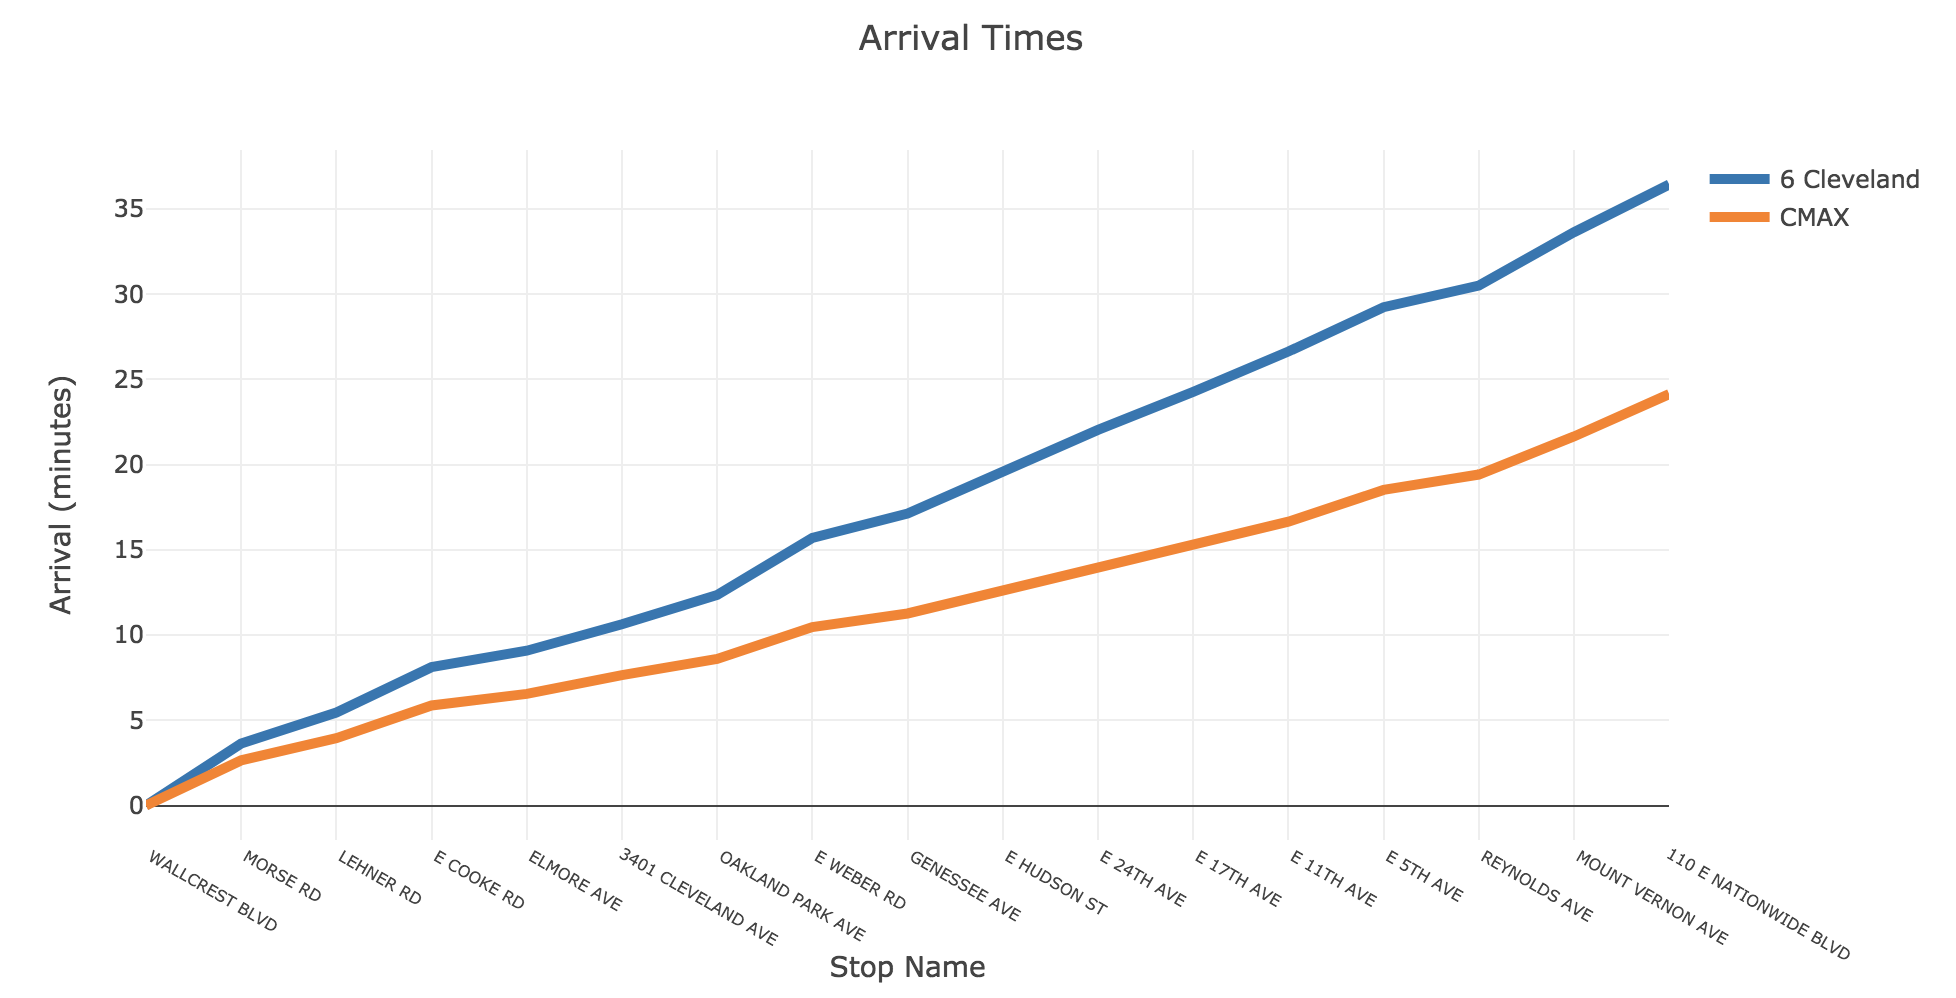 Arrival Times
6 Cleveland
CMAX
Arrival (minutes)
35
30
25
20
15
10
5
0
WALLCREST BLVD
MORSE RD
LEHNER RD
E COOKE RD
ELMORE AVE
3401 CLEVELAND AVE
OAKLAND PARK AVE
E WEBER RD
GENESSEE AVE
E HUDSON ST
E 24TH AVE
E 17TH AVE
E 11TH AVE
E 5TH AVE
REYNOLDS AVE
MOUNT VERNON AVE
110 E NATIONWIDE BLVD
Stop Name